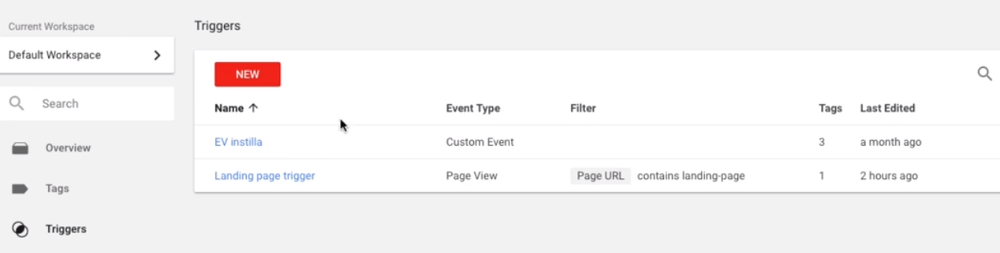 Current Workspace
Default Workspace
Search
Overview
Tags
Triggers
Triggers
NEW
Name Event Type Filter Tags Last Edited
EV instilla Custom Event 3 a month ago
Landing page trigger Page View Page URL contains landing-page 1 2 hours ago